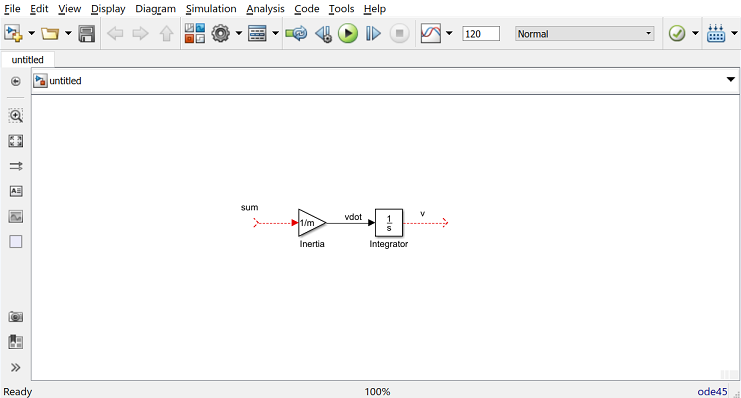 File Edit View Display Diagram Simulation Analysis Code Tools Help
120 Normal
untitled
untitled
sum
1/m
vdot
1
s
v
Inertia Integrator
Ready 100% ode45